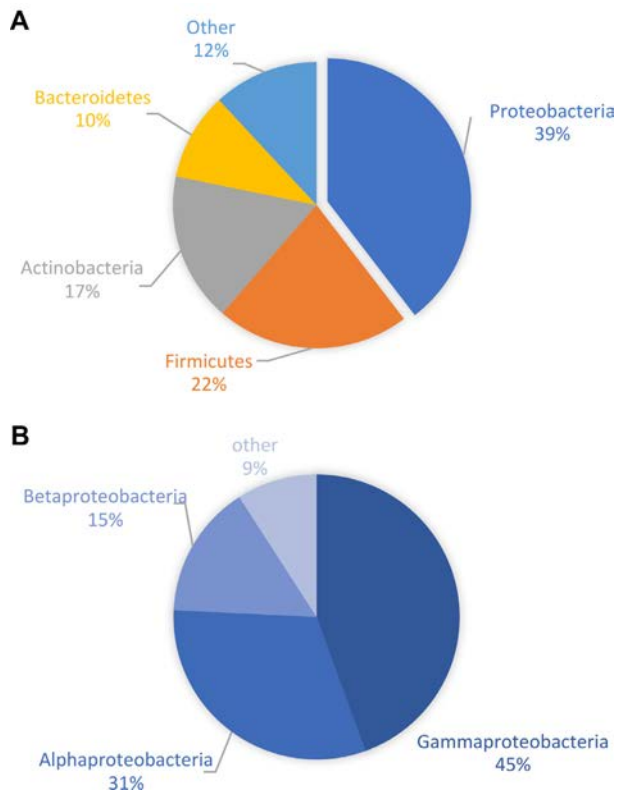 A
Other
12%
Bacteroidetes
10%
Proteobacteria
39%
Actinobacteria
17%
Firmicutes
22%
B
other
9%
Betaproteobacteria
15%
Gammaproteobacteria
45%
Alphaproteobacteria
31%